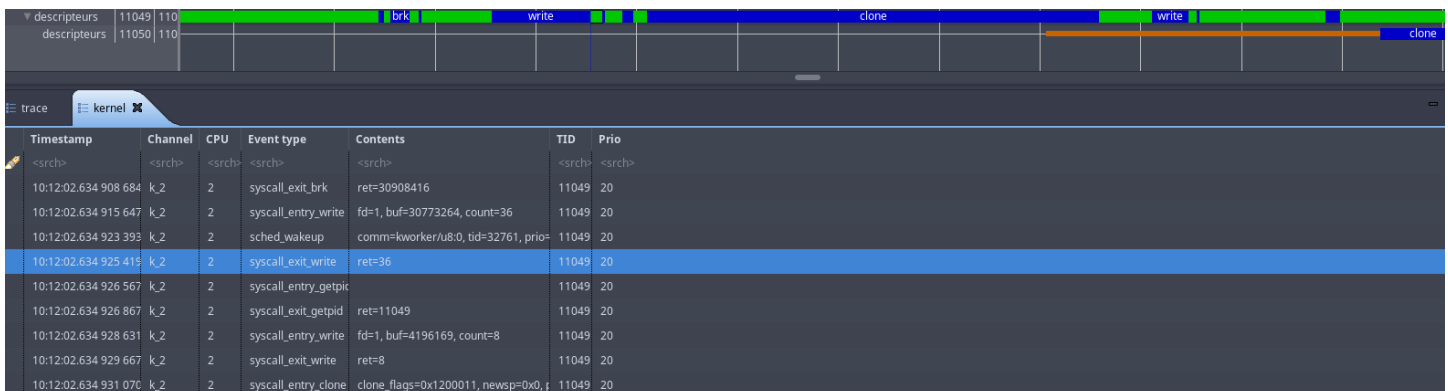 descripteurs 11049 110 brk write clone write
descripteurs 11050 110 clone
trace kernel
Timestamp Channel CPU Event type Contents TID Prio
<srch> <srch> <srch> <srch> <srch> <srch> <srch>
10:12:02.634 908 684 k_2 2 syscall_exit_brk ret=30908416 11049 20
10:12:02.634 915 647 k_2 2 syscall_entry_write fd=1, buf=30773264, count=36 11049 20
10:12:02.634 923 393 k_2 2 sched_wakeup comm=kworker/u8:0, tid=32761, prio= 11049 20
10:12:02.634 925 419 k_2 2 syscall_exit_write ret=36 11049 20
10:12:02.634 926 567 k_2 2 syscall_entry_getpid 11049 20
10:12:02.634 926 867 k_2 2 syscall_exit_getpid ret=11049 11049 20
10:12:02.634 928 631 k_2 2 syscall_entry_write fd=1, buf=4196169, count=8 11049 20
10:12:02.634 929 667 k_2 2 syscall_exit_write ret=8 11049 20
10:12:02.634 931 070 k_2 2 syscall_entry_clone clone_flags=0x1200011, newsp=0x0, p 11049 20